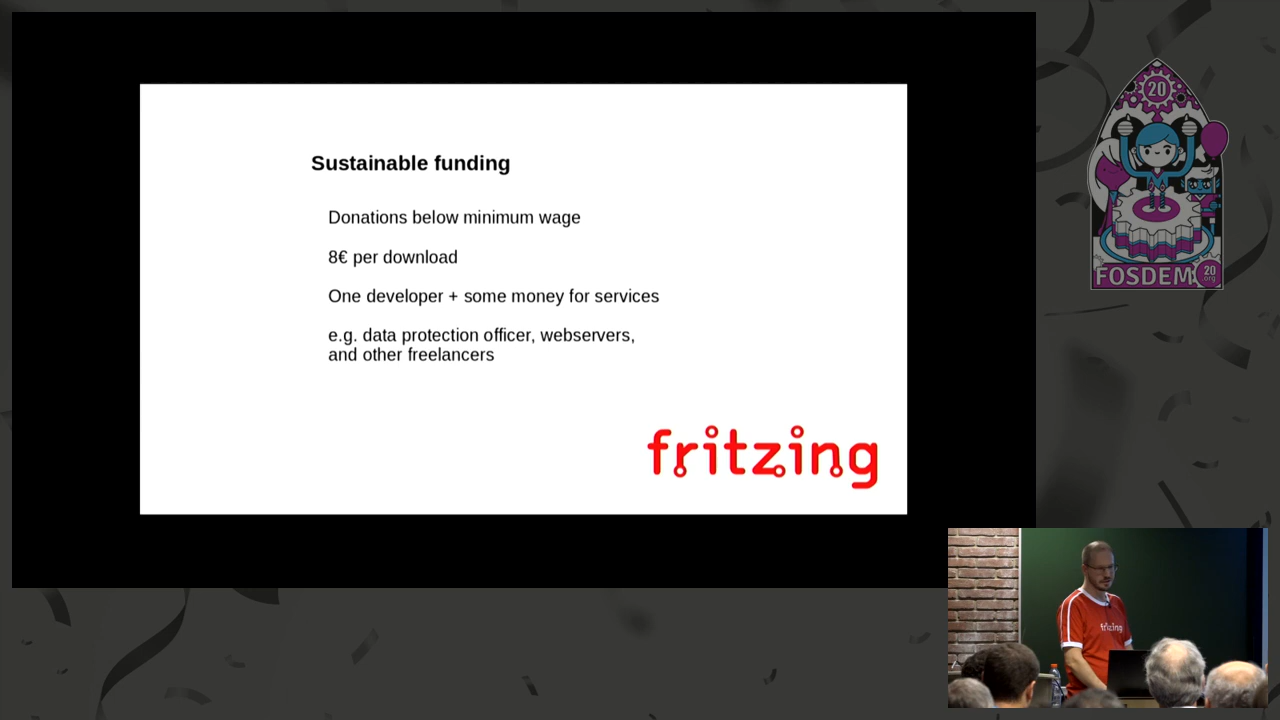 Sustainable funding
Donations below minimum wage
8€ per download
One developer + some money for services
e.g. data protection officer, webservers,
and other freelancers
fritzing
20
FOSDEM
20
.org
fritzing